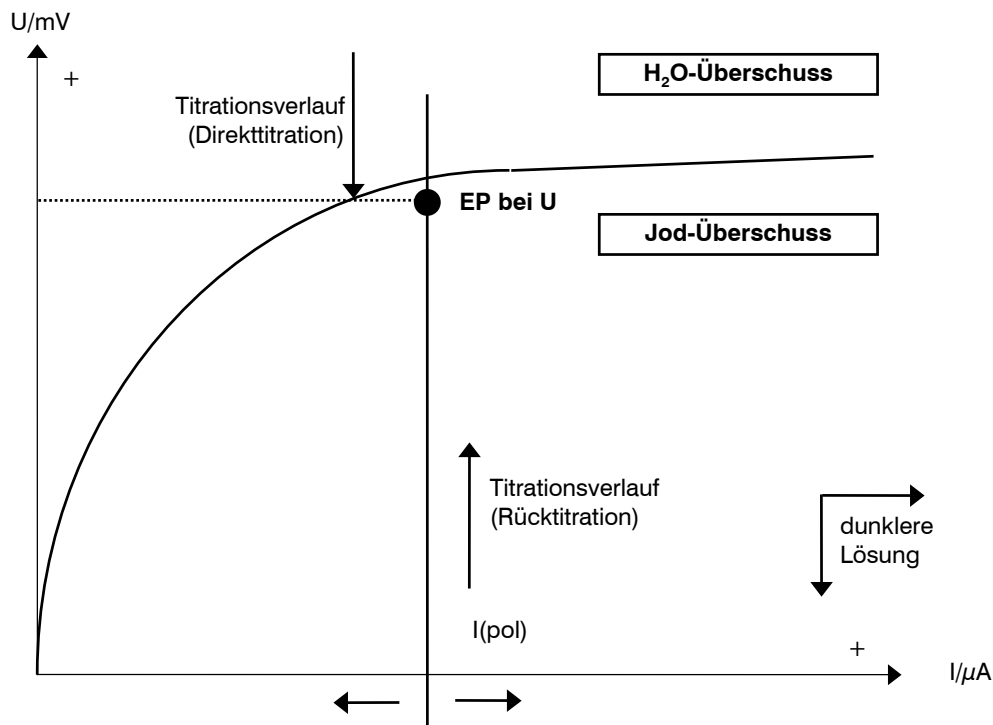 U/mV
+
H₂O-Überschuss
Titrationsverlauf
(Direkttitration)
EP bei U
Jod-Überschuss
Titrationsverlauf
(Rücktitration)
dunklere
Lösung
I(pol)
+
I/µA